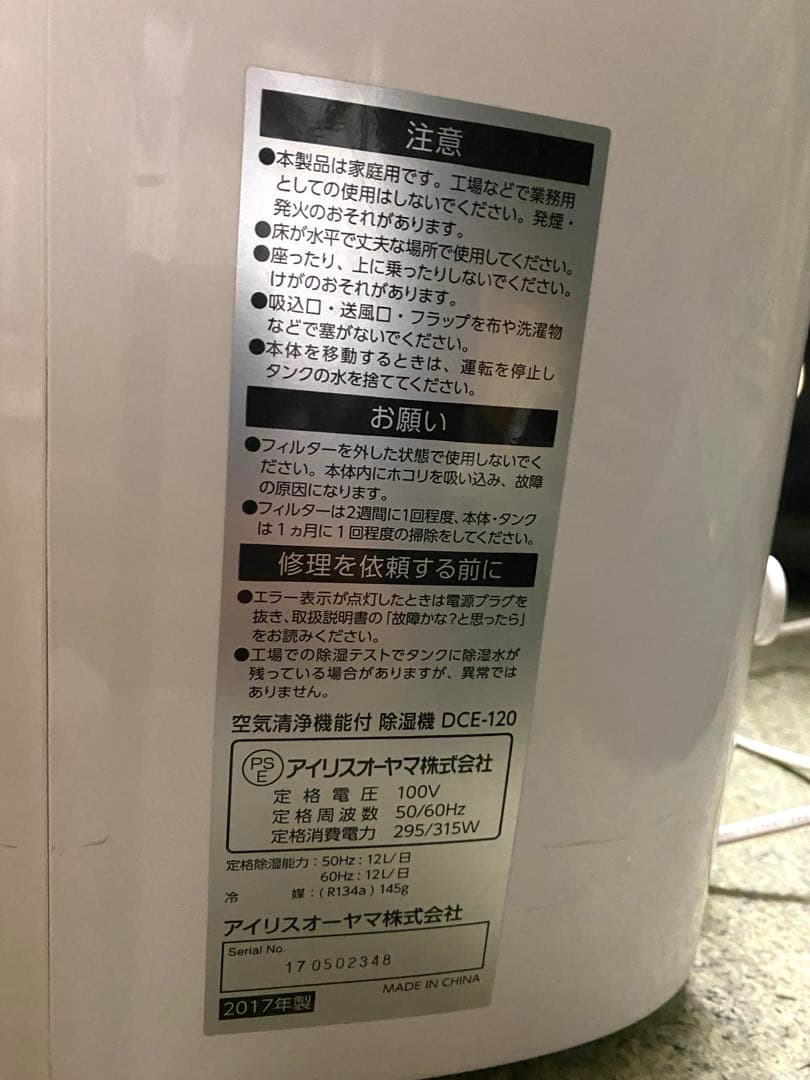 注意
●本製品は家庭用です。工場などで業務用
としての使用はしないでください。発煙・
発火のおそれがあります。
●床が水平で丈夫な場所で使用してください。
●座ったり、上に乗ったりしないでください。
けがのおそれがあります。
●吸込口・送風口・フラップを布や洗濯物
などで塞がないでください。
●本体を移動するときは、運転を停止し
タンクの水を捨ててください。
お願い
●フィルターを外した状態で使用しないでく
ださい。本体内にホコリを吸い込み、故障
の原因になります。
●フィルターは2週間に1回程度、本体・タンク
は1ヵ月に1回程度の掃除をしてください。
修理を依頼する前に
●エラー表示が点灯したときは電源プラグを
抜き、取扱説明書の「故障かな?と思ったら」
をお読みください。
●工場での除湿テストでタンクに除湿水が
残っている場合がありますが、異常では
ありません。
空気清浄機能付 除湿機 DCE-120
PSE アイリスオーヤマ株式会社
定格電圧 100V
定格周波数 50/60Hz
定格消費電力 295/315W
定格除湿能力：50Hz：12L/日
60Hz：12L/日
冷媒：(R134a) 145g
アイリスオーヤマ株式会社
Serial No.
170502348
2017年製 MADE IN CHINA